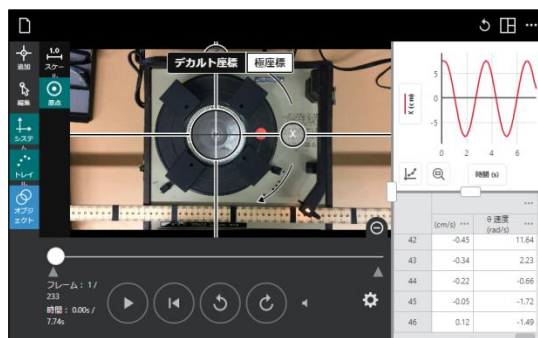 追加
1.0
スケー
ル
編集
原点
システ
ム
トレイ
ル
オブジ
ェクト
デカルト座標 極座標
X
フレーム： 1 /
233
時間： 0.00s /
7.74s
X (cm)
5
0
-5
0 2 4 6
時間 (s)
(cm/s) ... θ 速度
(rad/s) ...
42 -0.45 11.64
43 -0.34 2.23
44 -0.22 -0.66
45 -0.05 -1.72
46 0.12 -1.49